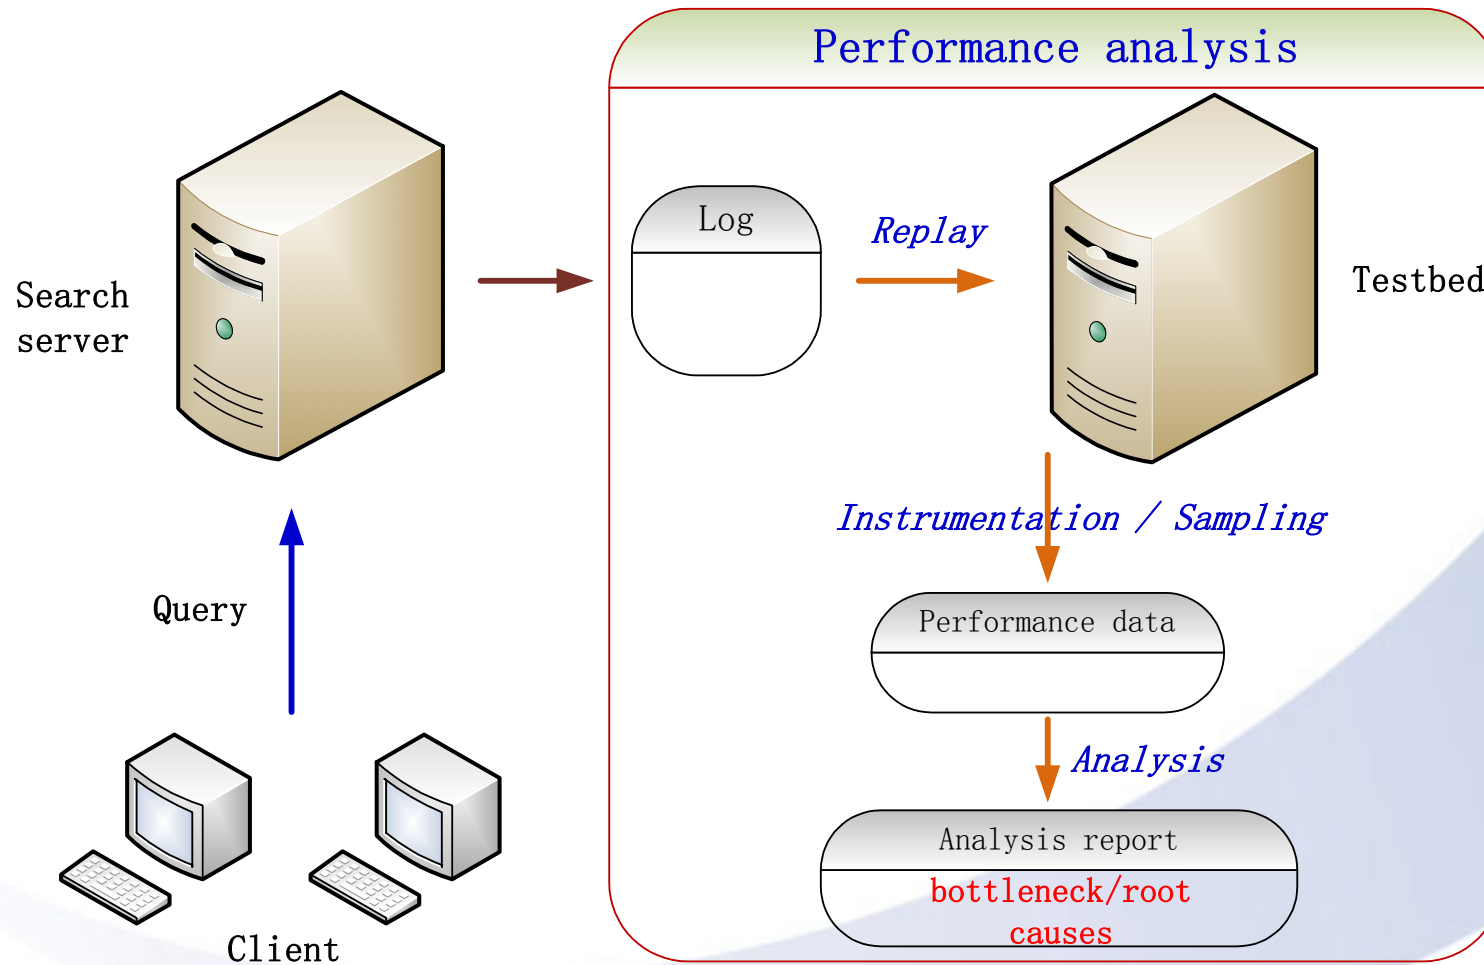 Performance analysis
Log
Replay
Search
server
Testbed
Instrumentation / Sampling
Query
Performance data
Analysis
Analysis report
bottleneck/root
causes
Client